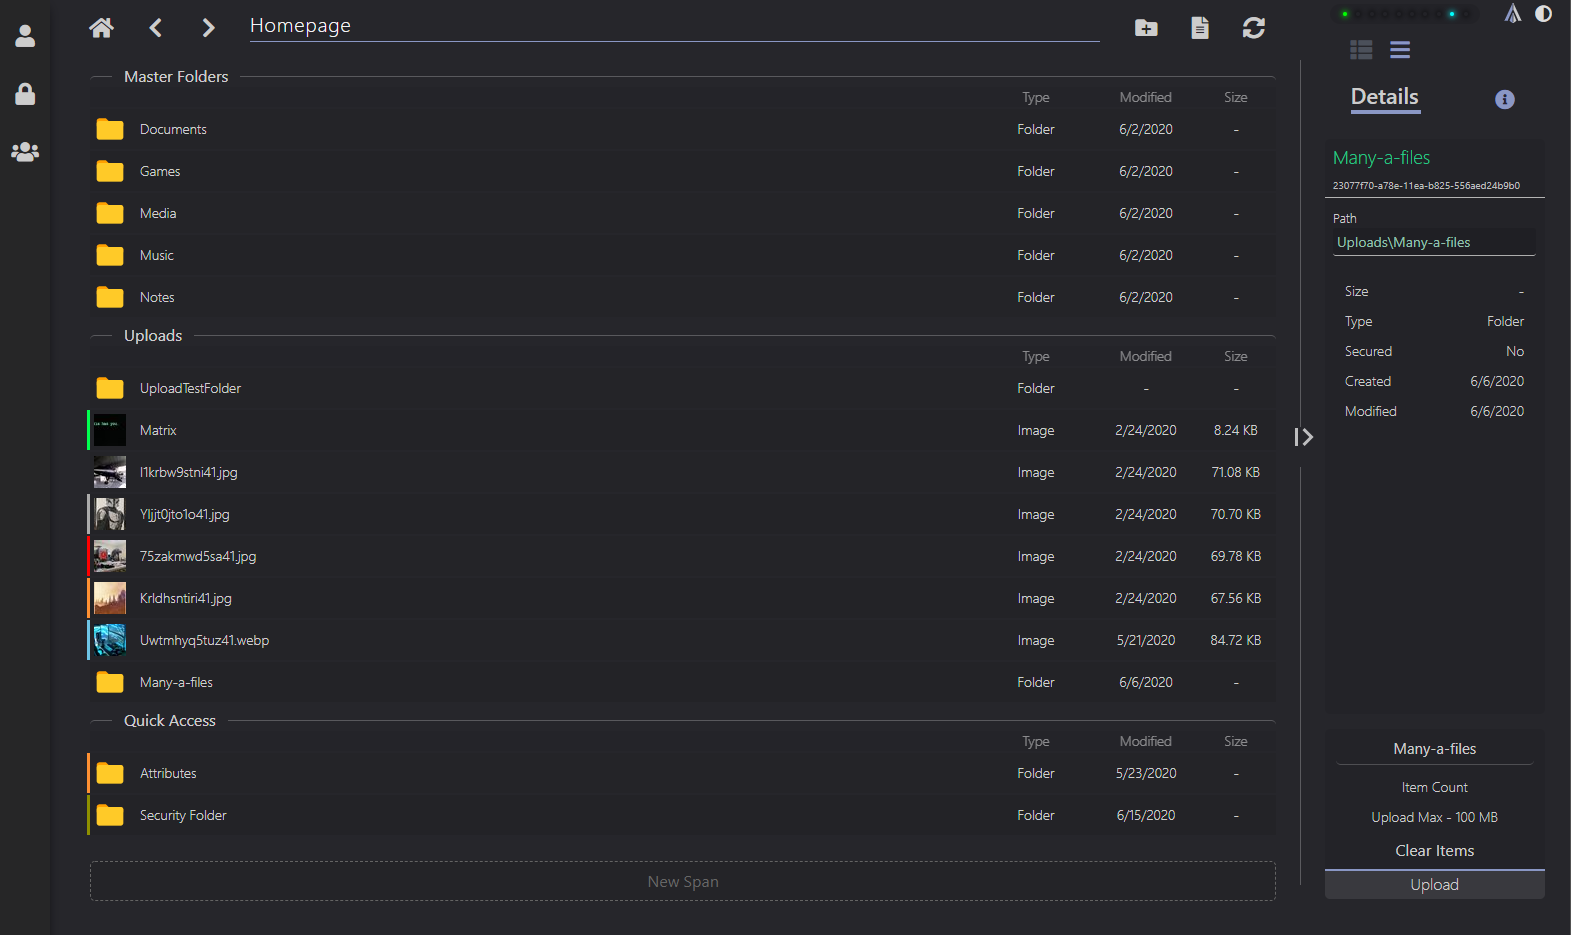 Homepage
Master Folders
Type Modified Size
Documents Folder 6/2/2020 -
Games Folder 6/2/2020 -
Media Folder 6/2/2020 -
Music Folder 6/2/2020 -
Notes Folder 6/2/2020 -
Uploads
Type Modified Size
UploadTestFolder Folder - -
Matrix Image 2/24/2020 8.24 KB
l1krbw9stni41.jpg Image 2/24/2020 71.08 KB
Yljjt0jto1o41.jpg Image 2/24/2020 70.70 KB
75zakmwd5sa41.jpg Image 2/24/2020 69.78 KB
Krldhsntiri41.jpg Image 2/24/2020 67.56 KB
Uwtmhyq5tuz41.webp Image 5/21/2020 84.72 KB
Many-a-files Folder 6/6/2020 -
Quick Access
Type Modified Size
Attributes Folder 5/23/2020 -
Security Folder Folder 6/15/2020 -
New Span
Details
Many-a-files
23077f70-a78e-11ea-b825-556aed24b9b0
Path
Uploads\Many-a-files
Size -
Type Folder
Secured No
Created 6/6/2020
Modified 6/6/2020
Many-a-files
Item Count
Upload Max - 100 MB
Clear Items
Upload